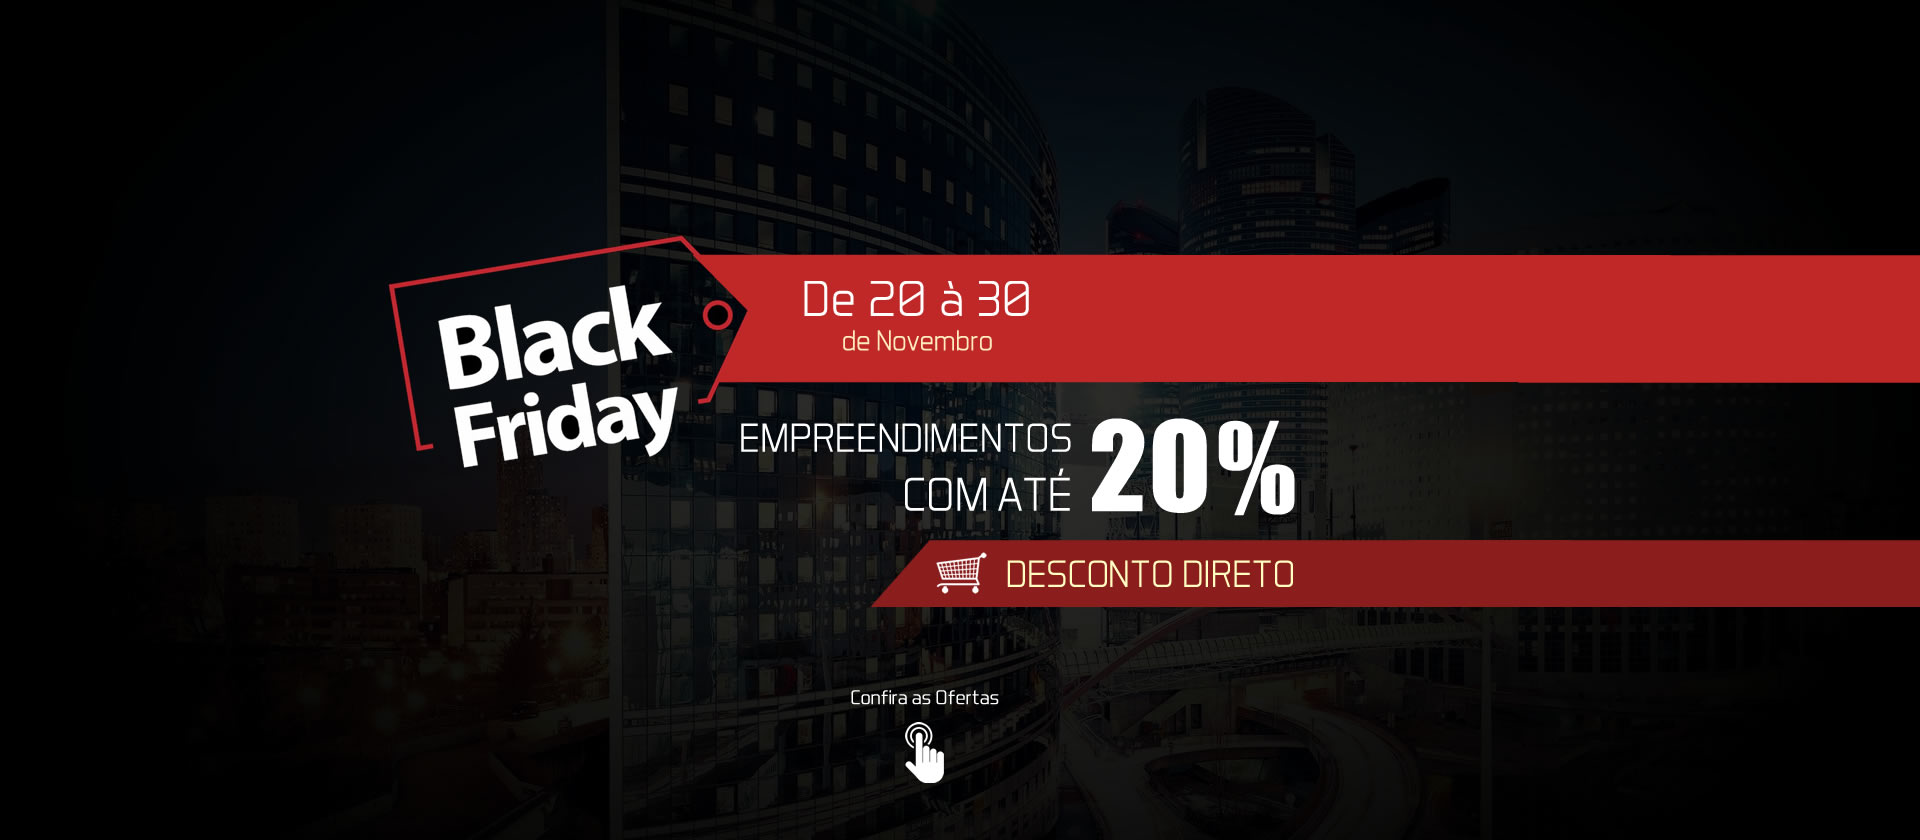 Black
Friday
De 20 à 30
de Novembro
EMPREENDIMENTOS
COM ATÉ 20%
DESCONTO DIRETO
Confira as Ofertas